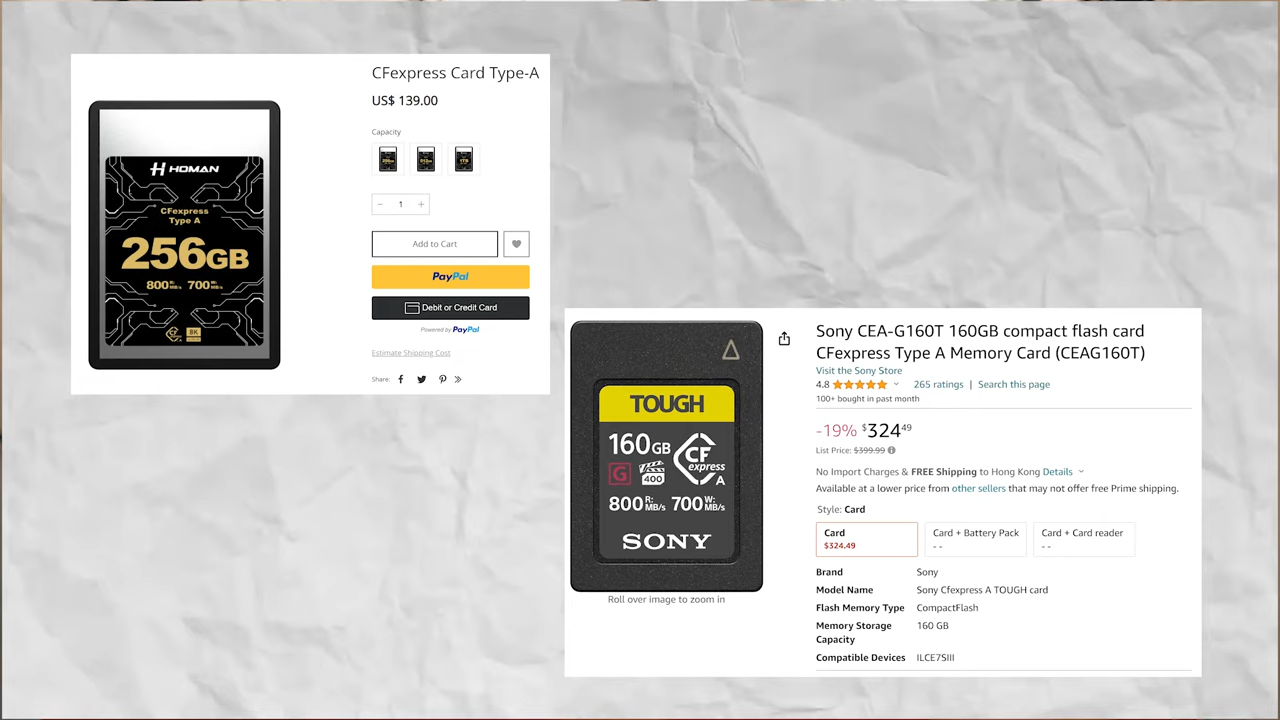 CFexpress Card Type-A
US$ 139.00
Capacity
HOMAN
CFexpress
Type A
256GB
800 R: MB/s 700 W: MB/s
8K
− 1 +
Add to Cart
PayPal
Debit or Credit Card
Powered by PayPal
Estimate Shipping Cost
Share:
TOUGH
160GB
CF
express
A
G
400
800 R: MB/s 700 W: MB/s
SONY
Roll over image to zoom in
Sony CEA-G160T 160GB compact flash card
CFexpress Type A Memory Card (CEAG160T)
Visit the Sony Store
4.8 265 ratings | Search this page
100+ bought in past month
-19% $324 49
List Price: $399.99
No Import Charges & FREE Shipping to Hong Kong Details
Available at a lower price from other sellers that may not offer free Prime shipping.
Style: Card
Card Card + Battery Pack Card + Card reader
$324.49 -- --
Brand Sony
Model Name Sony Cfexpress A TOUGH card
Flash Memory Type CompactFlash
Memory Storage 160 GB
Capacity
Compatible Devices ILCE7SIII